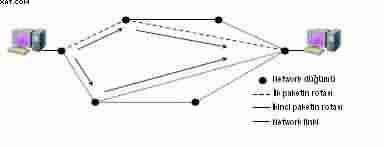 Network düğümü
İlk paketin rotası
İkinci paketin rotası
Network linki